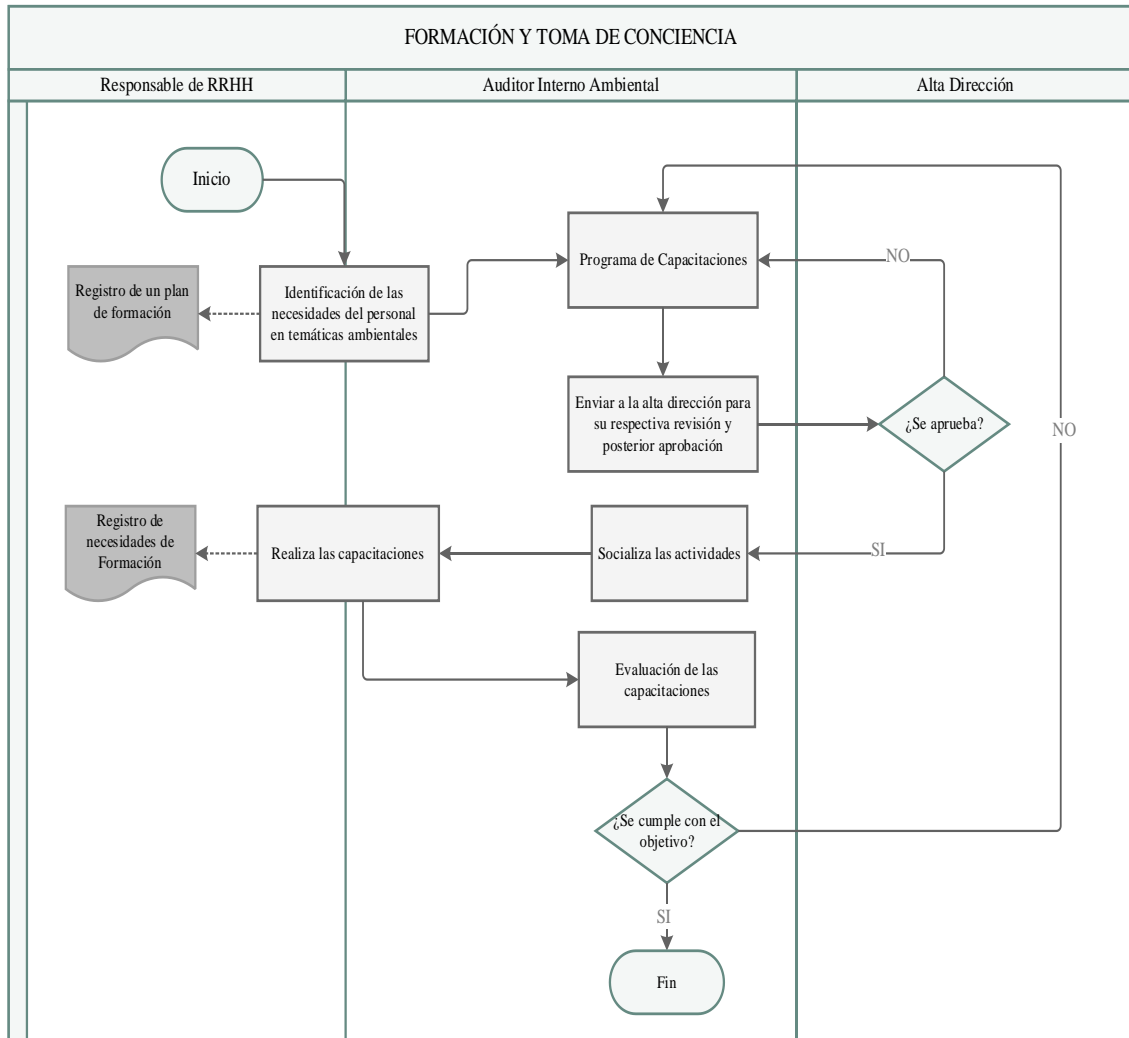 FORMACIÓN Y TOMA DE CONCIENCIA
Responsable de RRHH
Auditor Interno Ambiental
Alta Dirección
Inicio
Registro de un plan
de formación
Identificación de las
necesidades del personal
en temáticas ambientales
Programa de Capacitaciones
NO
Enviar a la alta dirección para
su respectiva revisión y
posterior aprobación
¿Se aprueba?
NO
Registro de
necesidades de
Formación
Realiza las capacitaciones
Socializa las actividades
SI
Evaluación de las
capacitaciones
¿Se cumple con el
objetivo?
SI
Fin